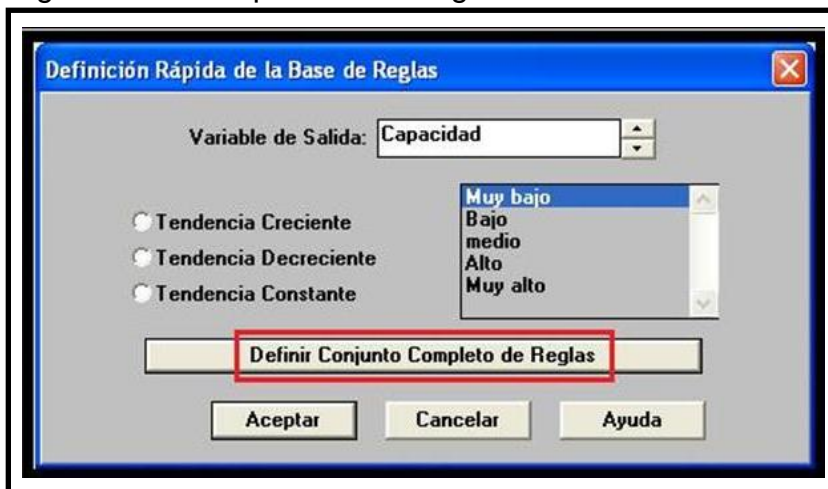 Definición Rápida de la Base de Reglas
Variable de Salida: Capacidad
Tendencia Creciente
Tendencia Decreciente
Tendencia Constante
Muy bajo
Bajo
medio
Alto
Muy alto
Definir Conjunto Completo de Reglas
Aceptar Cancelar Ayuda